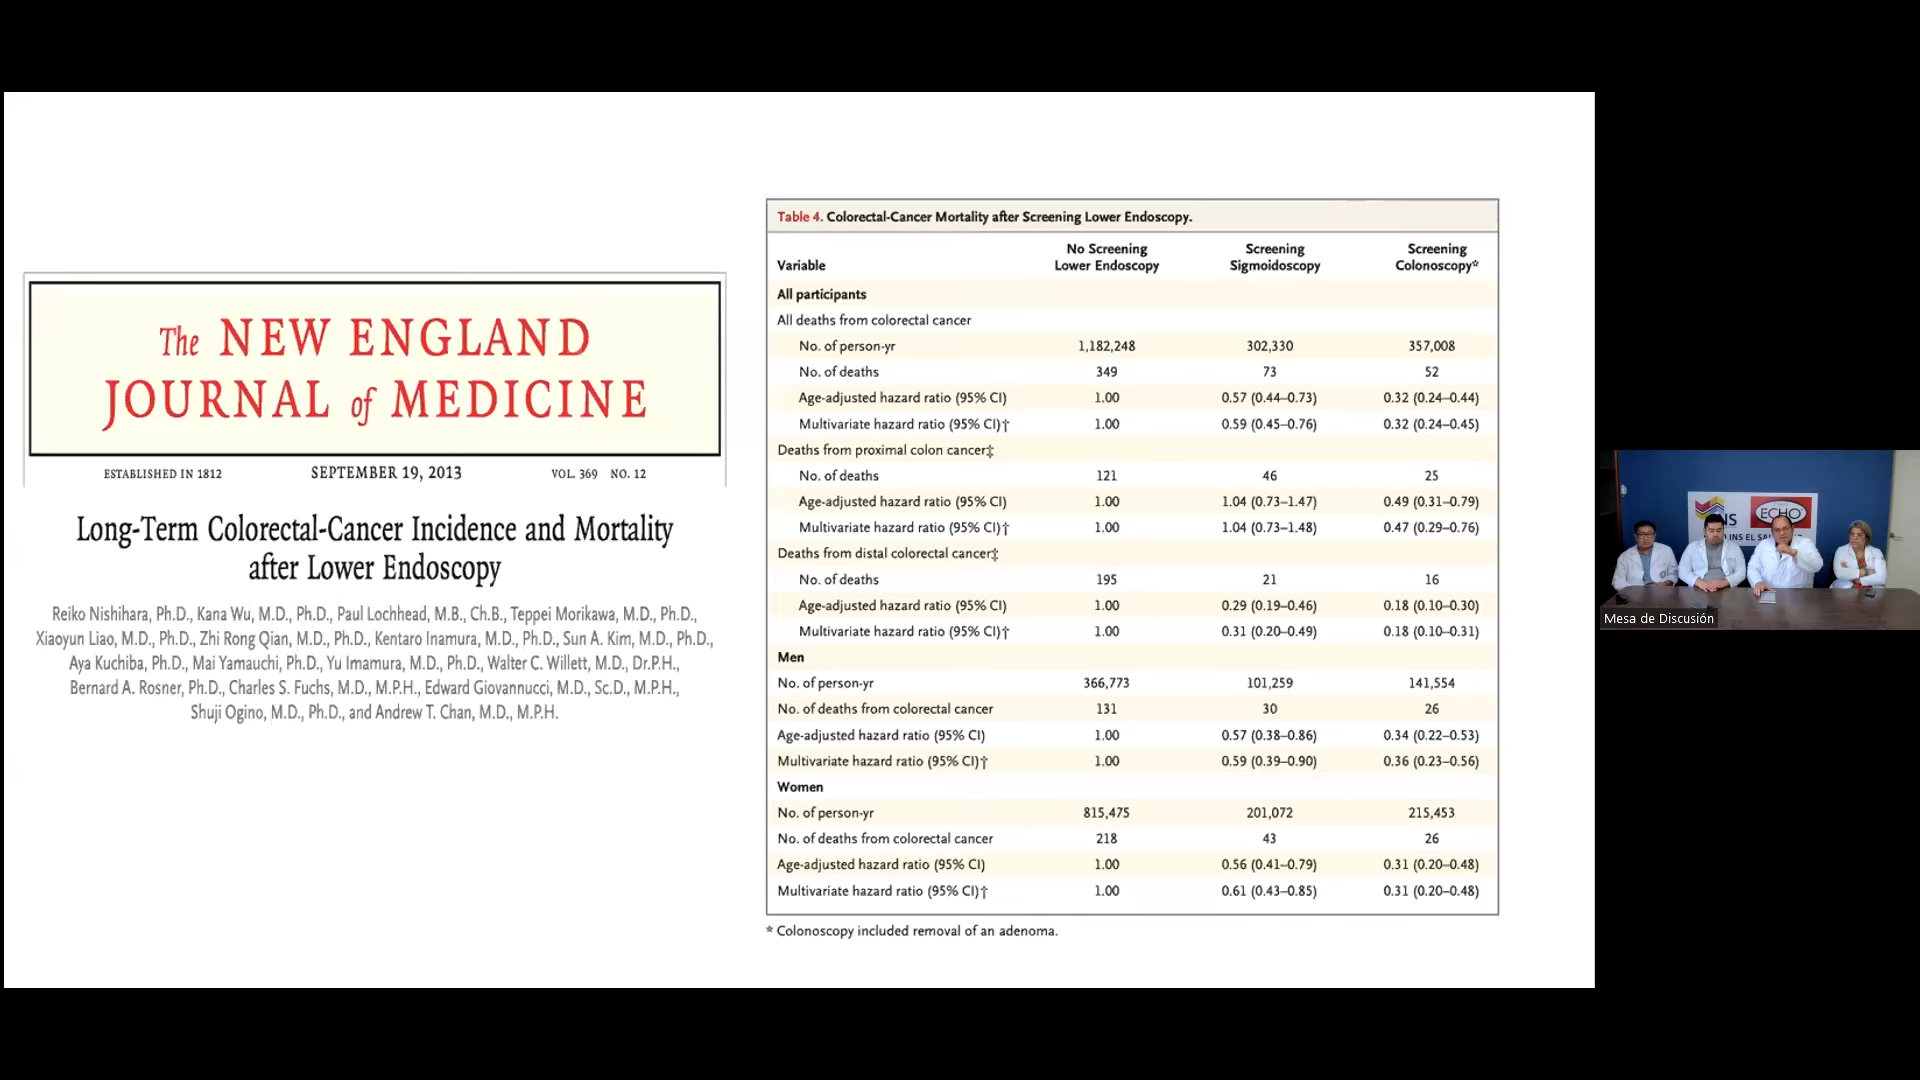 The NEW ENGLAND
JOURNAL of MEDICINE
ESTABLISHED IN 1812 SEPTEMBER 19, 2013 VOL. 369 NO. 12
Long-Term Colorectal-Cancer Incidence and Mortality
after Lower Endoscopy
Reiko Nishihara, Ph.D., Kana Wu, M.D., Ph.D., Paul Lochhead, M.B., Ch.B., Teppei Morikawa, M.D., Ph.D.,
Xiaoyun Liao, M.D., Ph.D., Zhi Rong Qian, M.D., Ph.D., Kentaro Inamura, M.D., Ph.D., Sun A. Kim, M.D., Ph.D.,
Aya Kuchiba, Ph.D., Mai Yamauchi, Ph.D., Yu Imamura, M.D., Ph.D., Walter C. Willett, M.D., Dr.P.H.,
Bernard A. Rosner, Ph.D., Charles S. Fuchs, M.D., M.P.H., Edward Giovannucci, M.D., Sc.D., M.P.H.,
Shuji Ogino, M.D., Ph.D., and Andrew T. Chan, M.D., M.P.H.
Table 4. Colorectal-Cancer Mortality after Screening Lower Endoscopy.
Variable No Screening Lower Endoscopy Screening Sigmoidoscopy Screening Colonoscopy*
All participants
All deaths from colorectal cancer
No. of person-yr 1,182,248 302,330 357,008
No. of deaths 349 73 52
Age-adjusted hazard ratio (95% CI) 1.00 0.57 (0.44–0.73) 0.32 (0.24–0.44)
Multivariate hazard ratio (95% CI)† 1.00 0.59 (0.45–0.76) 0.32 (0.24–0.45)
Deaths from proximal colon cancer‡
No. of deaths 121 46 25
Age-adjusted hazard ratio (95% CI) 1.00 1.04 (0.73–1.47) 0.49 (0.31–0.79)
Multivariate hazard ratio (95% CI)† 1.00 1.04 (0.73–1.48) 0.47 (0.29–0.76)
Deaths from distal colorectal cancer‡
No. of deaths 195 21 16
Age-adjusted hazard ratio (95% CI) 1.00 0.29 (0.19–0.46) 0.18 (0.10–0.30)
Multivariate hazard ratio (95% CI)† 1.00 0.31 (0.20–0.49) 0.18 (0.10–0.31)
Men
No. of person-yr 366,773 101,259 141,554
No. of deaths from colorectal cancer 131 30 26
Age-adjusted hazard ratio (95% CI) 1.00 0.57 (0.38–0.86) 0.34 (0.22–0.53)
Multivariate hazard ratio (95% CI)† 1.00 0.59 (0.39–0.90) 0.36 (0.23–0.56)
Women
No. of person-yr 815,475 201,072 215,453
No. of deaths from colorectal cancer 218 43 26
Age-adjusted hazard ratio (95% CI) 1.00 0.56 (0.41–0.79) 0.31 (0.20–0.48)
Multivariate hazard ratio (95% CI)† 1.00 0.61 (0.43–0.85) 0.31 (0.20–0.48)
* Colonoscopy included removal of an adenoma.
ECHO
INS EL
Mesa de Discusión